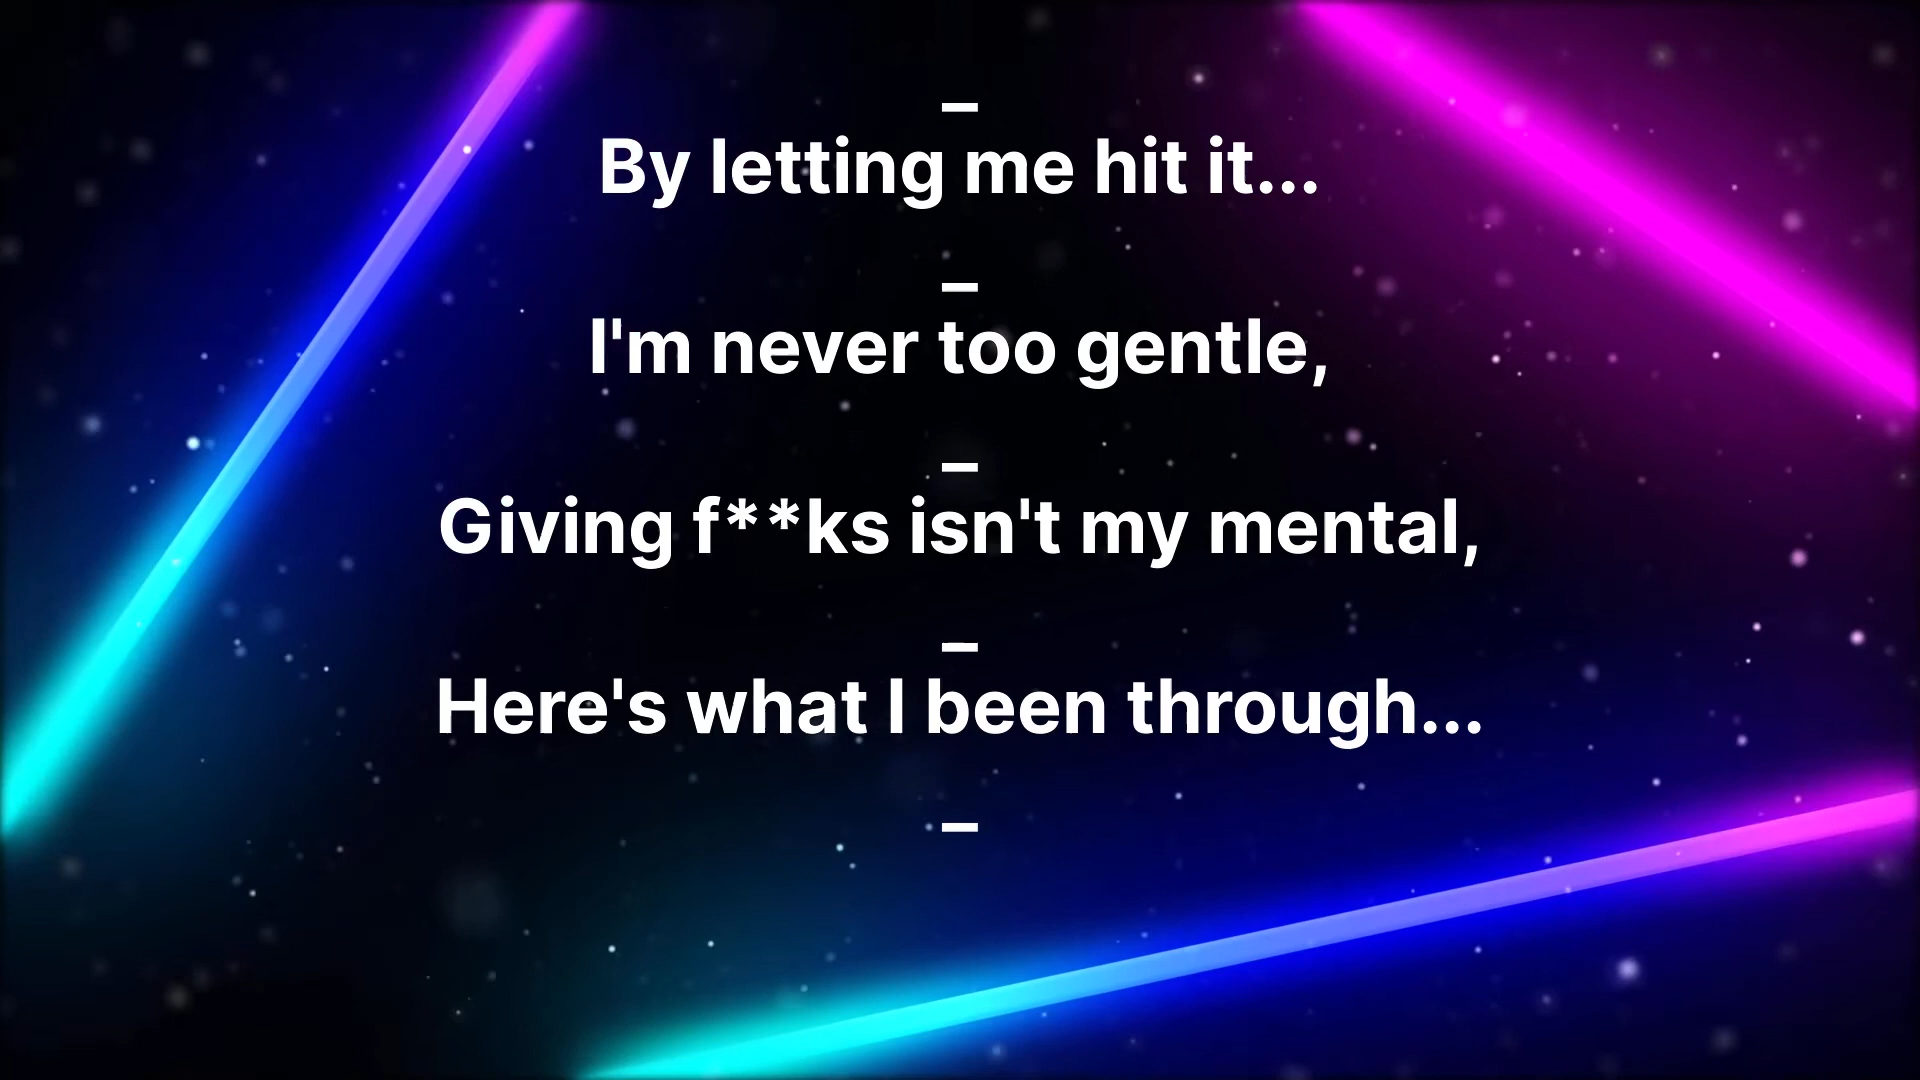 _
By letting me hit it...
_
I'm never too gentle,
_
Giving f**ks isn't my mental,
_
Here's what I been through...
_